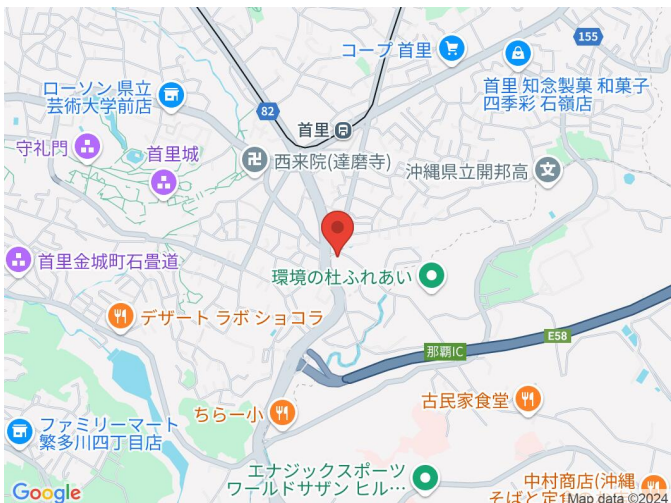 155
コープ 首里
首里 知念製菓 和菓子
四季彩 石嶺店
ローソン 県立
芸術大学前店
82
首里
守礼門
首里城
卍
西来院(達磨寺)
沖縄県立開邦高
文
首里金城町石畳道
環境の杜ふれあい
デザート ラボ ショコラ
E58
那覇IC
ちらー小
古民家食堂
ファミリーマート
繁多川四丁目店
エナジックスポーツ
ワールドサザン ヒル…
中村商店(沖縄
そばと定1
Google
Map data ©2024